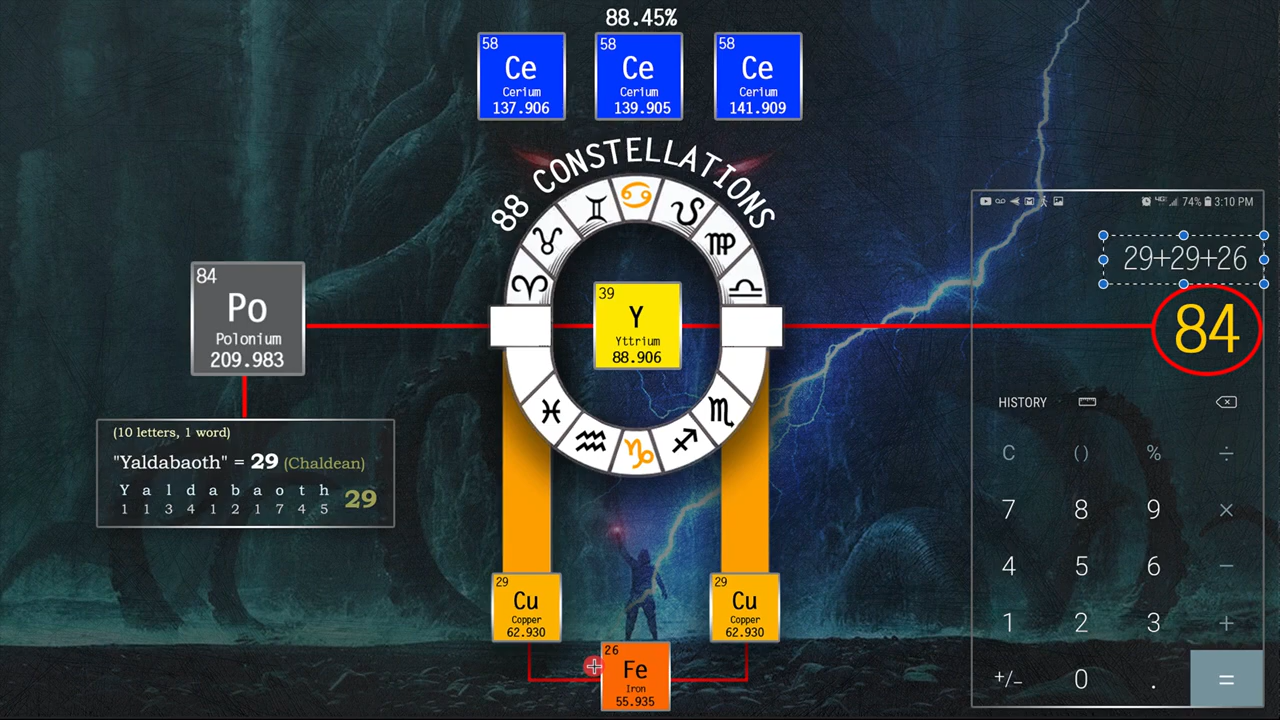 88.45%
58
Ce
Cerium
137.906
58
Ce
Cerium
139.905
58
Ce
Cerium
141.909
88 CONSTELLATIONS
84
Po
Polonium
209.983
39
Y
Yttrium
88.906
(10 letters, 1 word)
"Yaldabaoth" = 29 (Chaldean)
Y a l d a b a o t h
1 1 3 4 1 2 1 7 4 5 29
29
Cu
Copper
62.930
29
Cu
Copper
62.930
26
Fe
Iron
55.935
74% 3:10 PM
29+29+26
84
HISTORY
C () % ÷
7 8 9 ×
4 5 6 −
1 2 3 +
+/− 0 . =